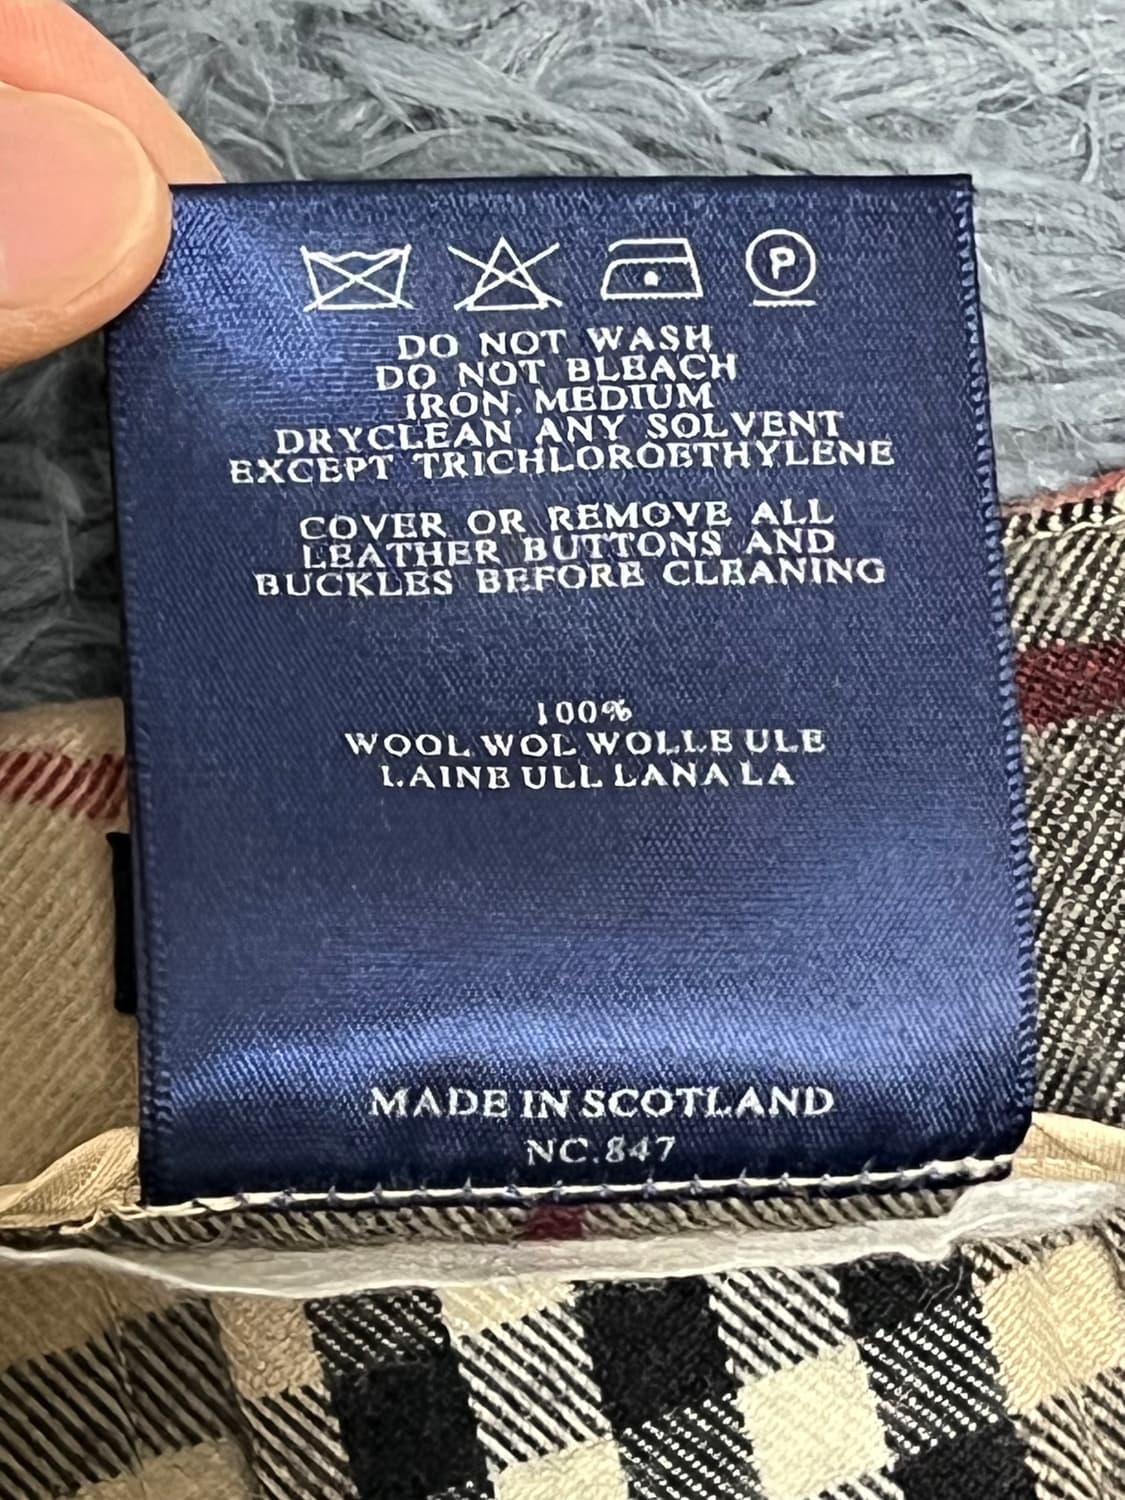 P
DO NOT WASH
DO NOT BLEACH
IRON. MEDIUM
DRYCLEAN ANY SOLVENT
EXCEPT TRICHLOROETHYLENE
COVER OR REMOVE ALL
LEATHER BUTTONS AND
BUCKLES BEFORE CLEANING
100%
WOOL WOL WOLLE ULE
LAINE ULL LANA LA
MADE IN SCOTLAND
NC.847